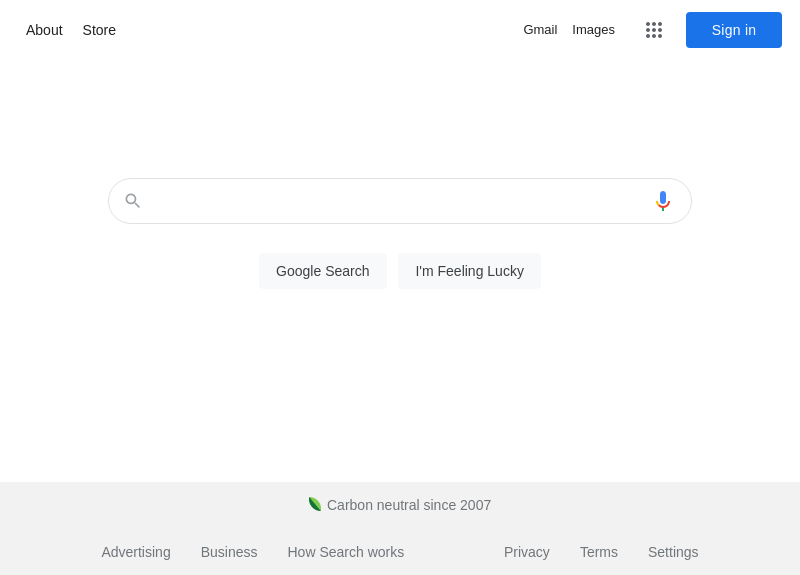 About Store Gmail Images Sign in
Google Search I'm Feeling Lucky
Carbon neutral since 2007
Advertising Business How Search works Privacy Terms Settings